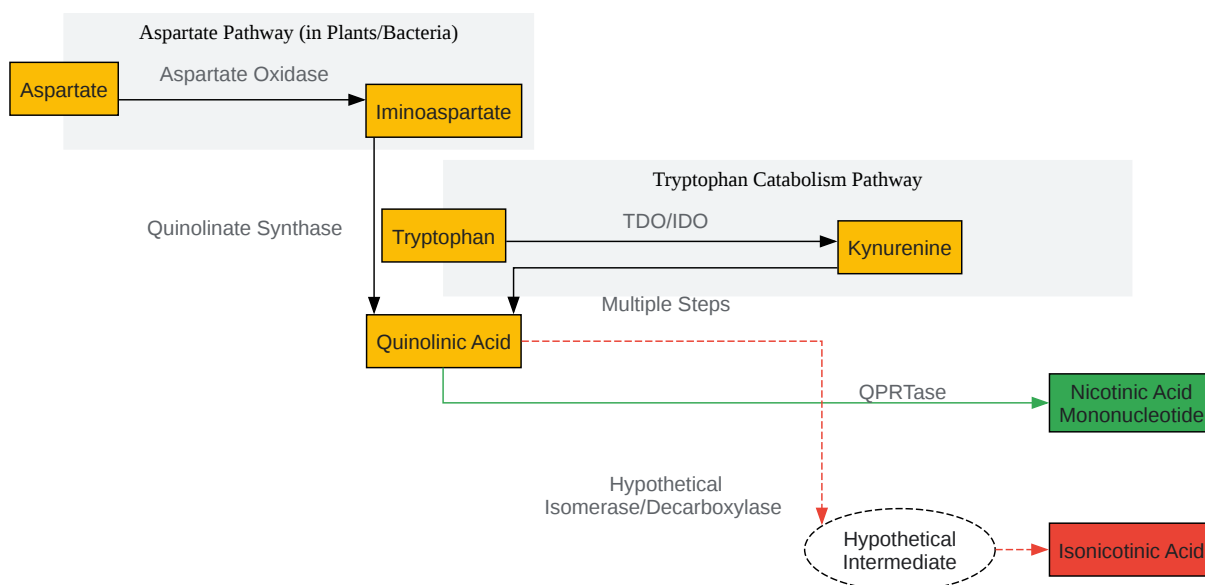 Aspartate Pathway (in Plants/Bacteria)
Aspartate Oxidase
Aspartate
Iminoaspartate
Tryptophan Catabolism Pathway
Quinolinate Synthase
TDO/IDO
Tryptophan
Kynurenine
Multiple Steps
Quinolinic Acid
QPRTase
Nicotinic Acid
Mononucleotide
Hypothetical
Isomerase/Decarboxylase
Hypothetical
Intermediate
Isonicotinic Acid